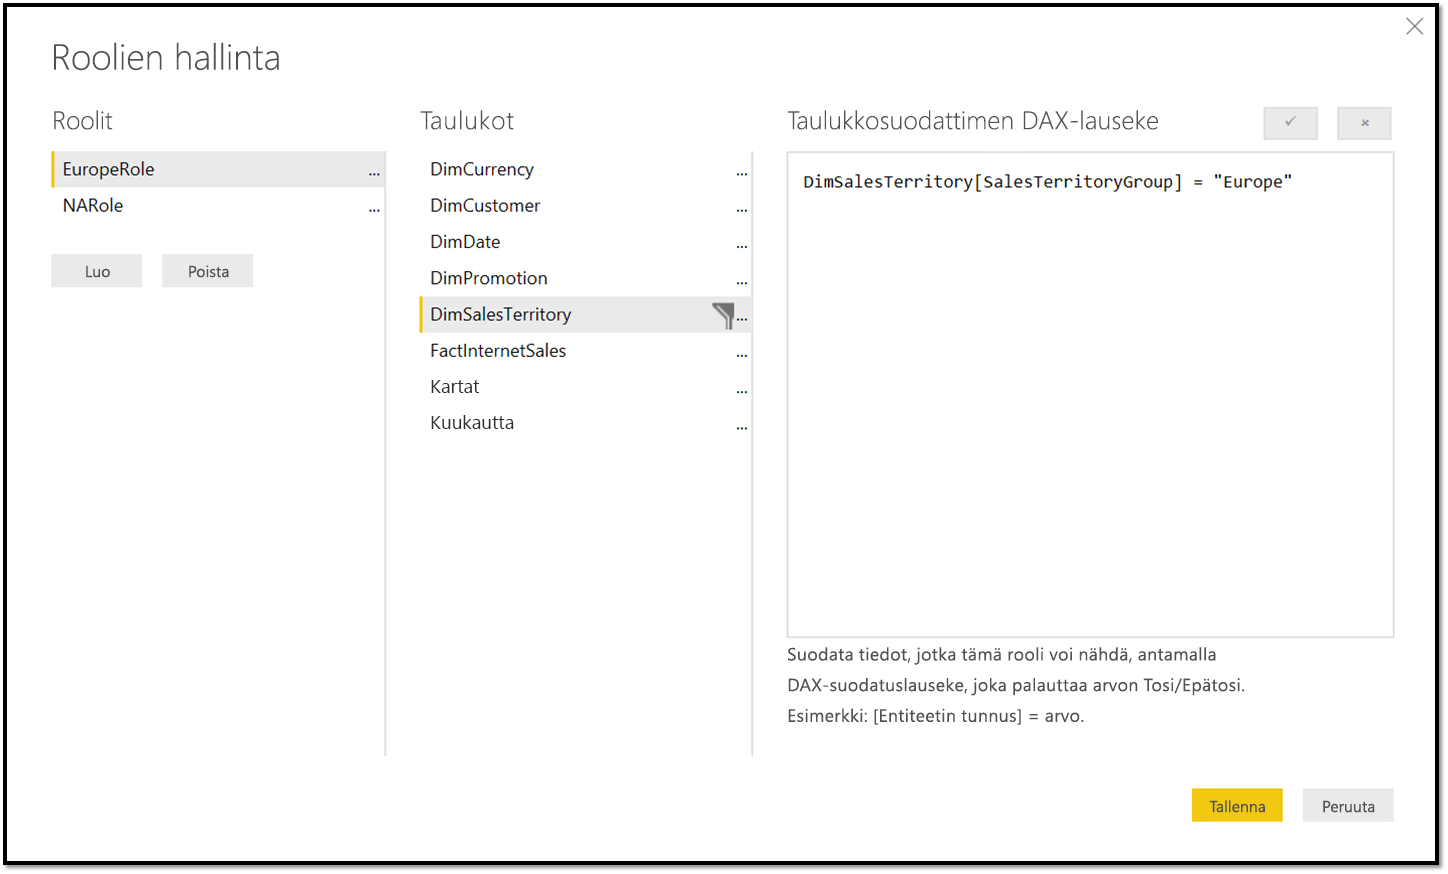 Roolien hallinta
Roolit
EuropeRole ...
NARole ...
Luo Poista
Taulukot
DimCurrency ...
DimCustomer ...
DimDate ...
DimPromotion ...
DimSalesTerritory ...
FactInternetSales ...
Kartat ...
Kuukautta ...
Taulukkosuodattimen DAX-lauseke
DimSalesTerritory[SalesTerritoryGroup] = "Europe"
Suodata tiedot, jotka tämä rooli voi nähdä, antamalla
DAX-suodatuslauseke, joka palauttaa arvon Tosi/Epätosi.
Esimerkki: [Entiteetin tunnus] = arvo.
Tallenna Peruuta